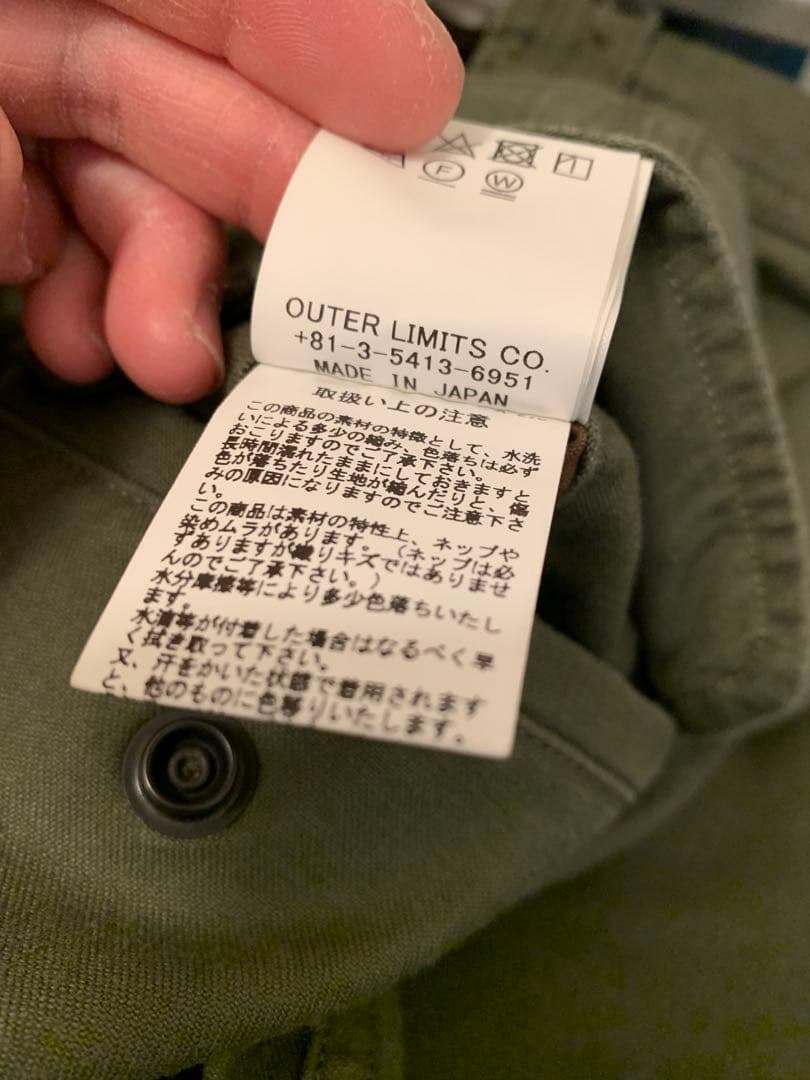 F
W
OUTER LIMITS CO.
+81-3-5413-6951
MADE IN JAPAN
取扱い上の注意
この商品の素材の特徴として、水洗
いによる多少の縮み、色落ちは必ず
おこりますのでご了承下さい。
長時間濡れたままにしておきますと
色が落ちたり生地が縮んだりと、傷
みの原因になりますのでご注意下さ
い。
この商品は素材の特性上、ネップや
染めムラがあります。(ネップは必
ずありますが織りキズではありませ
んのでご了承下さい。)
水分摩擦等により多少色落ちいたし
ます。
水滴等が付着した場合はなるべく早
く拭き取って下さい。
又、汗をかいた状態で着用されます
と、他のものに色移りいたします。